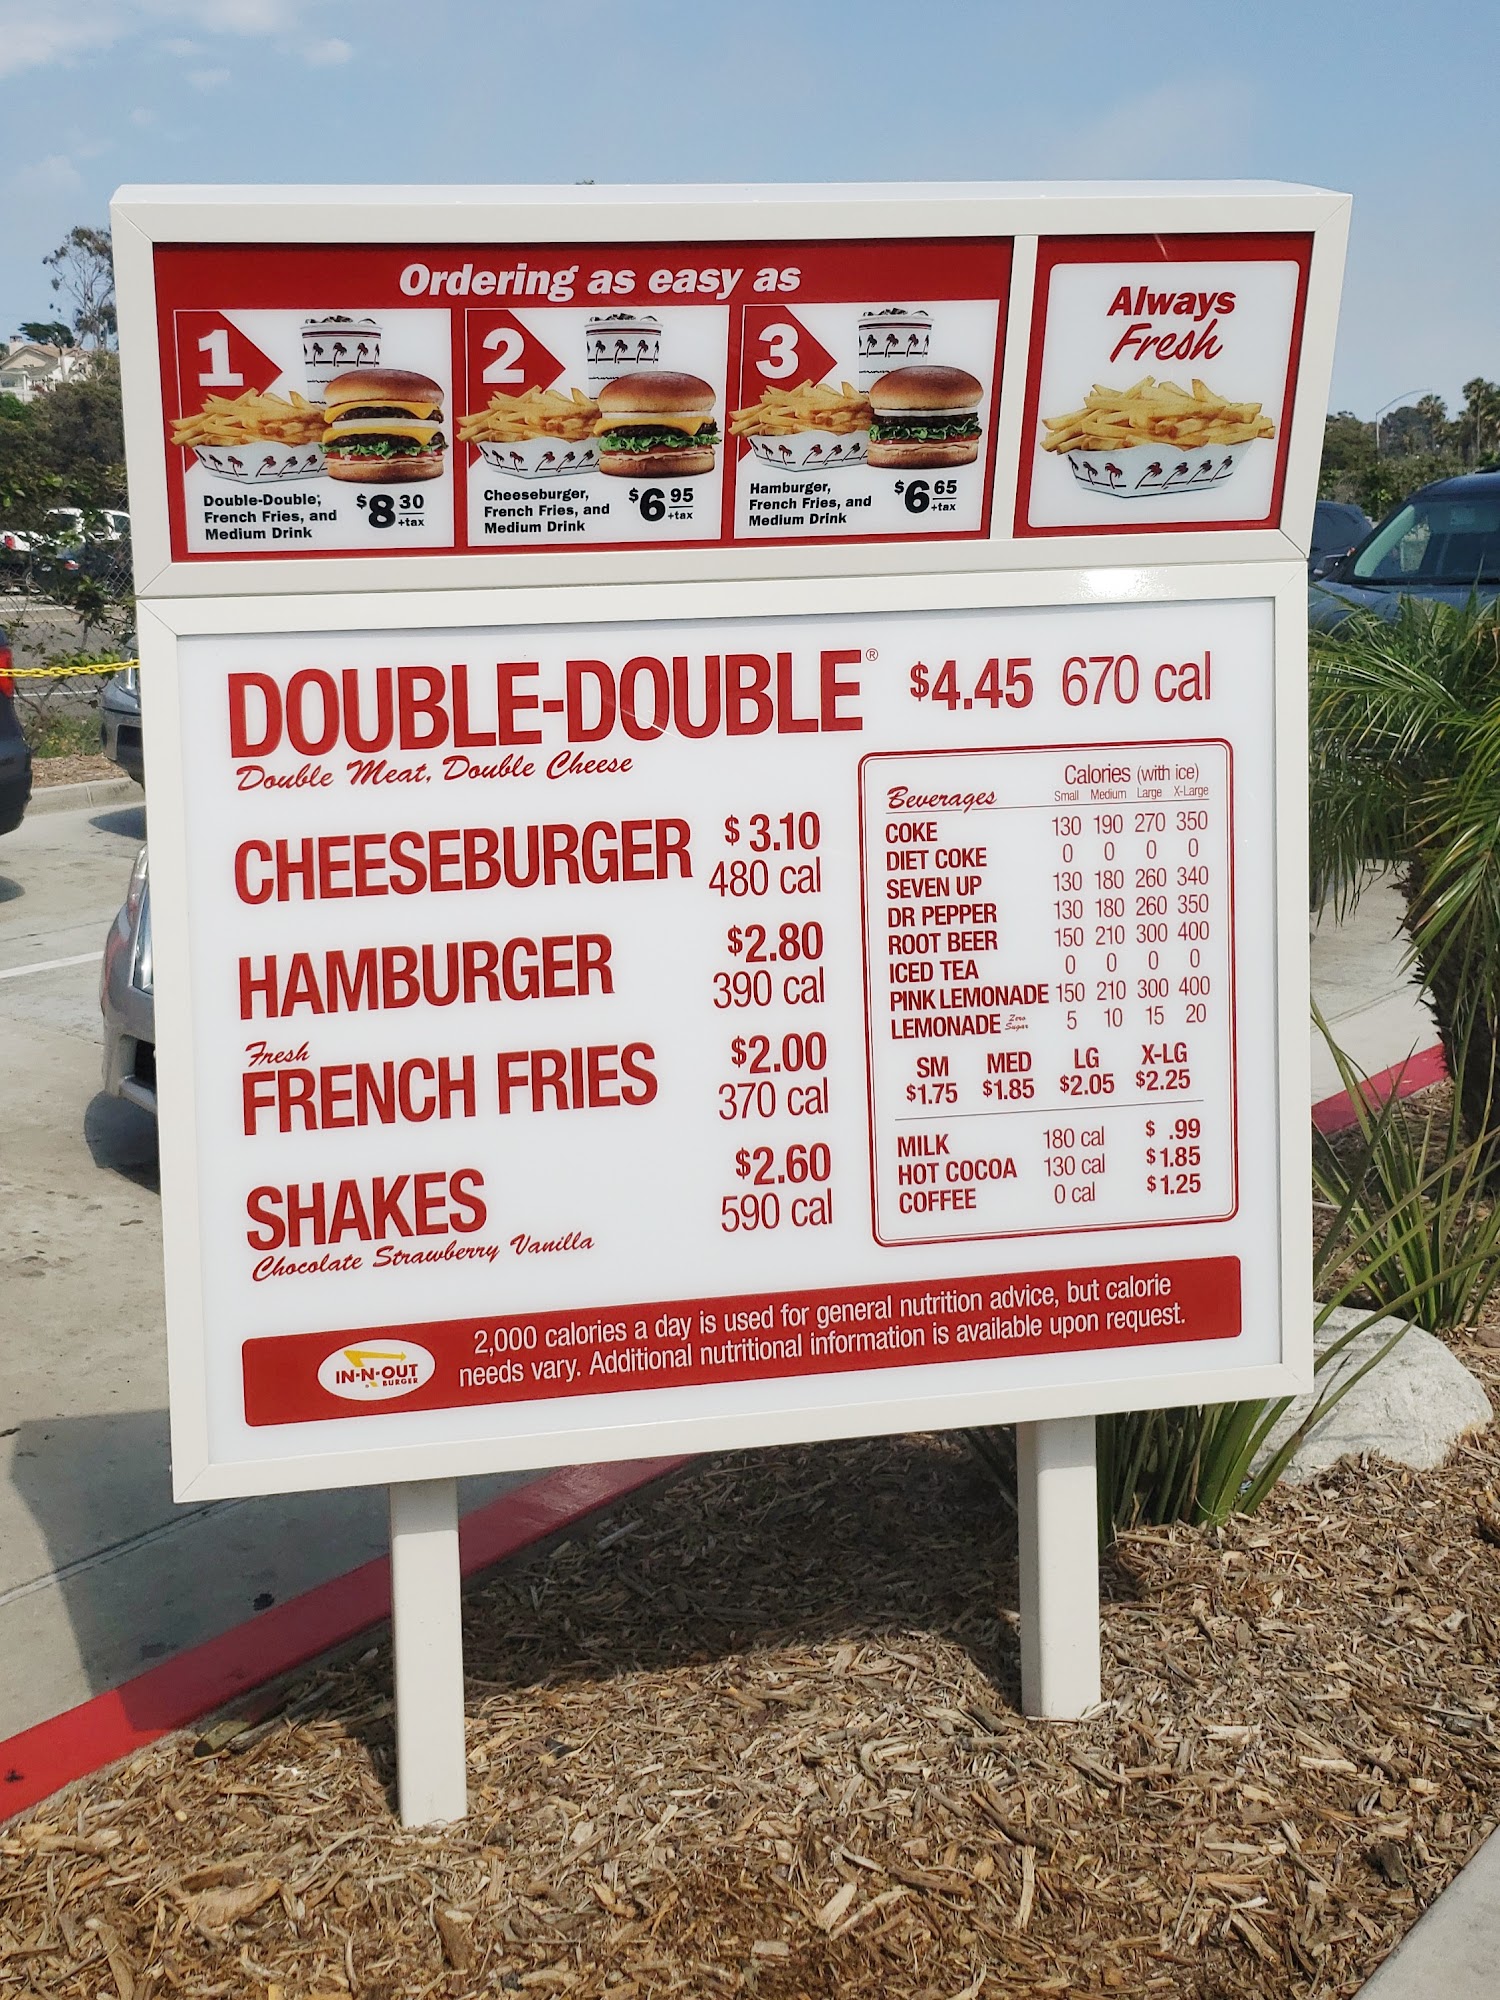 Ordering as easy as
1
Double-Double,
French Fries, and
Medium Drink
$8 30
+tax
2
Cheeseburger,
French Fries, and
Medium Drink
$6 95
+tax
3
Hamburger,
French Fries, and
Medium Drink
$6 65
+tax
Always
Fresh
DOUBLE-DOUBLE® $4.45 670 cal
Double Meat, Double Cheese
CHEESEBURGER $3.10
480 cal
HAMBURGER $2.80
390 cal
Fresh
FRENCH FRIES $2.00
370 cal
SHAKES $2.60
590 cal
Chocolate Strawberry Vanilla
Calories (with ice)
Beverages Small Medium Large X-Large
COKE 130 190 270 350
DIET COKE 0 0 0 0
SEVEN UP 130 180 260 340
DR PEPPER 130 180 260 350
ROOT BEER 150 210 300 400
ICED TEA 0 0 0 0
PINK LEMONADE 150 210 300 400
LEMONADE Zero Sugar 5 10 15 20
SM MED LG X-LG
$1.75 $1.85 $2.05 $2.25
MILK 180 cal $ .99
HOT COCOA 130 cal $1.85
COFFEE 0 cal $1.25
IN-N-OUT
BURGER
2,000 calories a day is used for general nutrition advice, but calorie
needs vary. Additional nutritional information is available upon request.